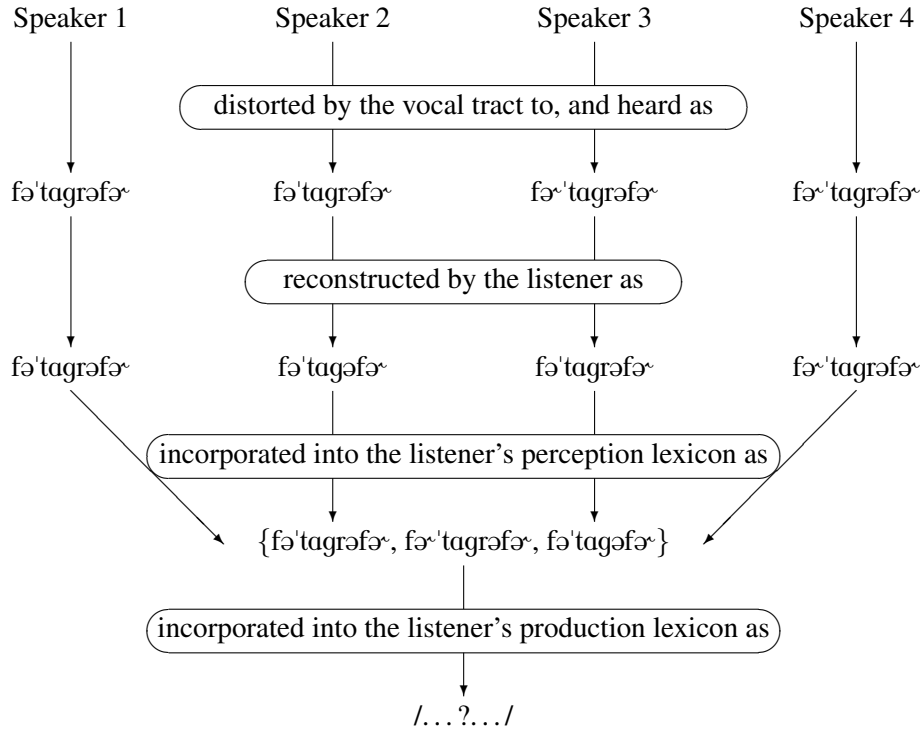 Speaker 1 Speaker 2 Speaker 3 Speaker 4
distorted by the vocal tract to, and heard as
fəˈtɑgrəfɚ fəˈtɑgrəfɚ fɚˈtɑgrəfɚ fɚˈtɑgrəfɚ
reconstructed by the listener as
fəˈtɑgrəfɚ fəˈtɑgəfɚ fəˈtɑgrəfɚ fɚˈtɑgrəfɚ
incorporated into the listener's perception lexicon as
{fəˈtɑgrəfɚ, fɚˈtɑgrəfɚ, fəˈtɑgəfɚ}
incorporated into the listener's production lexicon as
/...?.../